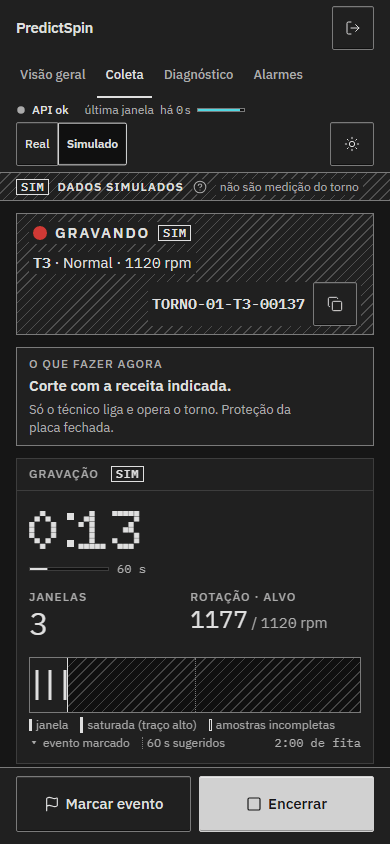 PredictSpin
Visão geral Coleta Diagnóstico Alarmes
API ok última janela há 0 s
Real Simulado
SIM DADOS SIMULADOS ? não são medição do torno
GRAVANDO SIM
T3 · Normal · 1120 rpm
TORNO-01-T3-00137
O QUE FAZER AGORA
Corte com a receita indicada.
Só o técnico liga e opera o torno. Proteção da
placa fechada.
GRAVAÇÃO SIM
0:13
60 s
JANELAS ROTAÇÃO · ALVO
3 1177 / 1120 rpm
janela saturada (traço alto) amostras incompletas
evento marcado 60 s sugeridos 2:00 de fita
Marcar evento Encerrar